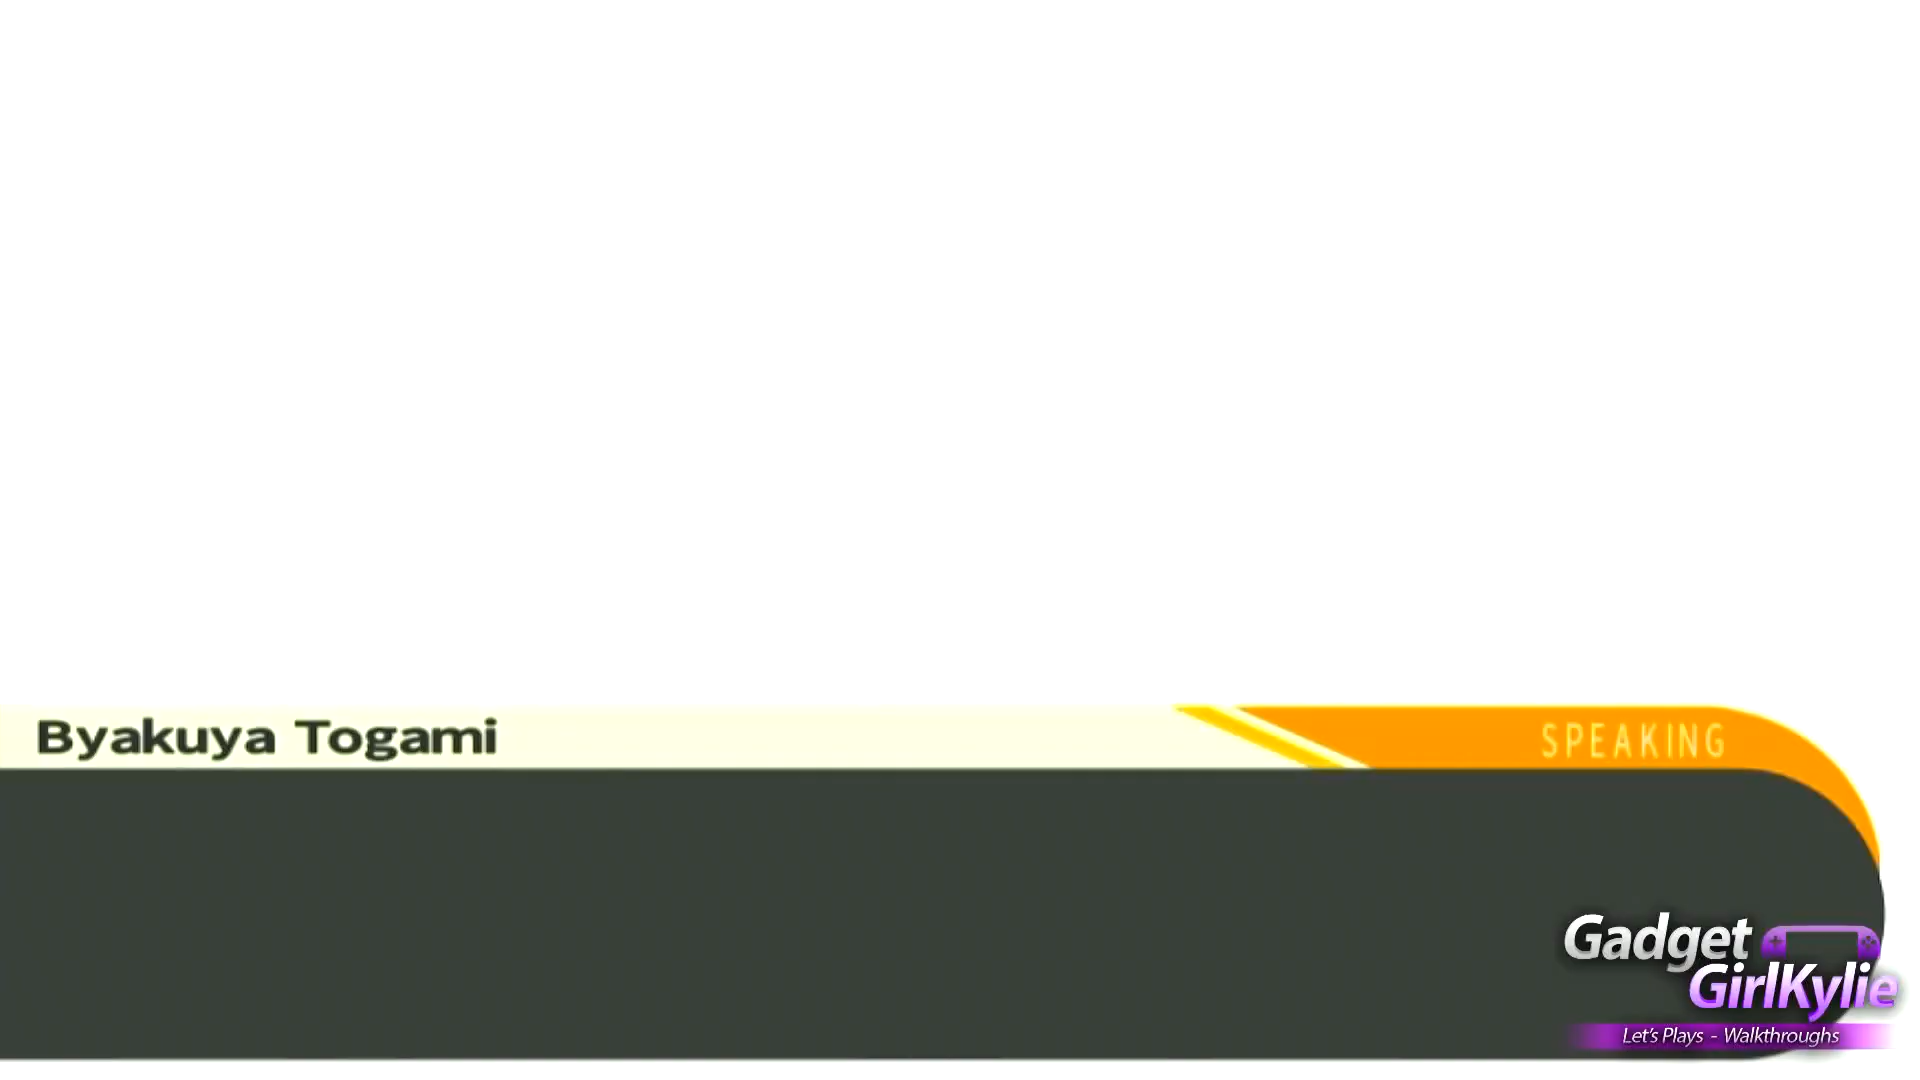 Byakuya Togami
SPEAKING
Gadget
GirlKylie
Let's Plays - Walkthroughs